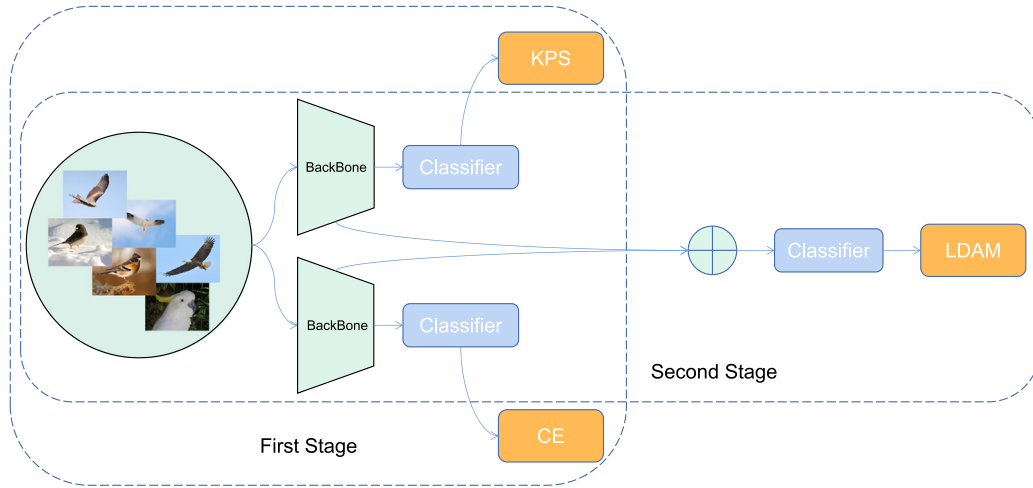 KPS
BackBone
Classifier
LDAM
Classifier
BackBone
Classifier
Second Stage
First Stage
CE